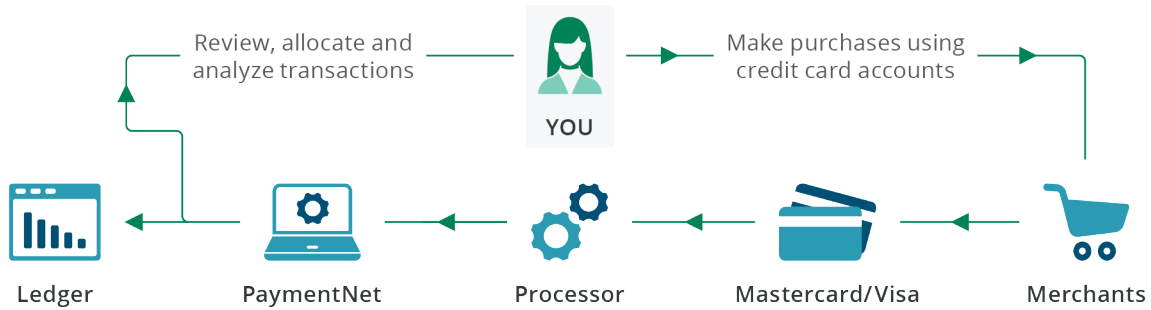 Review, allocate and
analyze transactions
YOU
Make purchases using
credit card accounts
Ledger
PaymentNet
Processor
Mastercard/Visa
Merchants